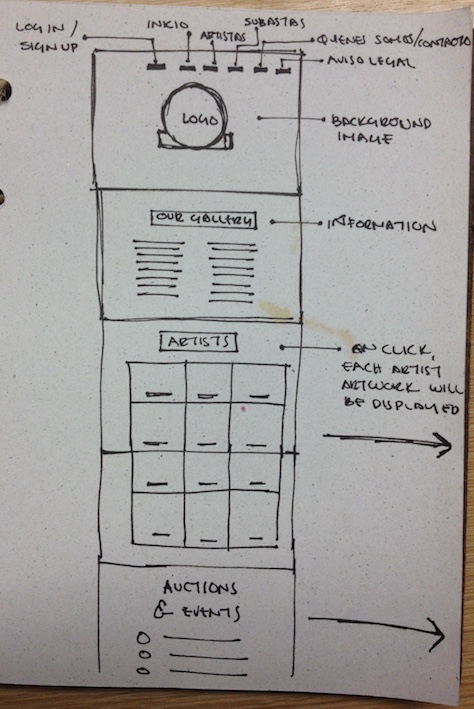 LOG IN /
SIGN UP
INICIO
ARTISTAS
SUBASTAS
QUIENES SOMOS/CONTACTO
AVISO LEGAL
LOGO
BACKGROUND
IMAGE
OUR GALLERY
INFORMATION
ARTISTS
ON CLICK,
EACH ARTIST
ARTWORK WILL
BE DISPLAYED
AUCTIONS
& EVENTS